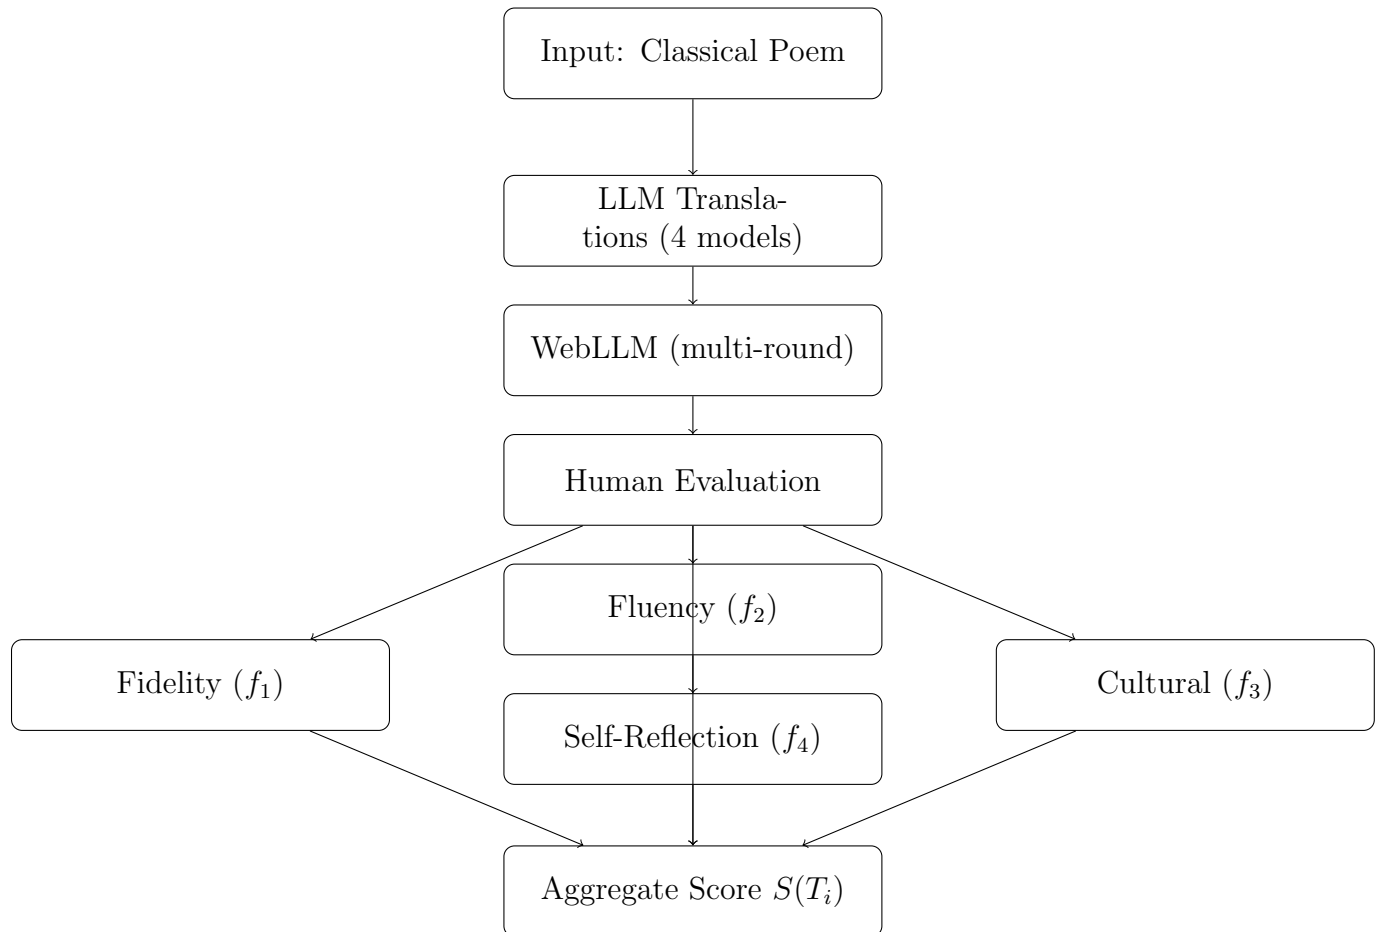 Input: Classical Poem
LLM Transla-
tions (4 models)
WebLLM (multi-round)
Human Evaluation
Fluency (f₂)
Fidelity (f₁)
Cultural (f₃)
Self-Reflection (f₄)
Aggregate Score S(Tᵢ)